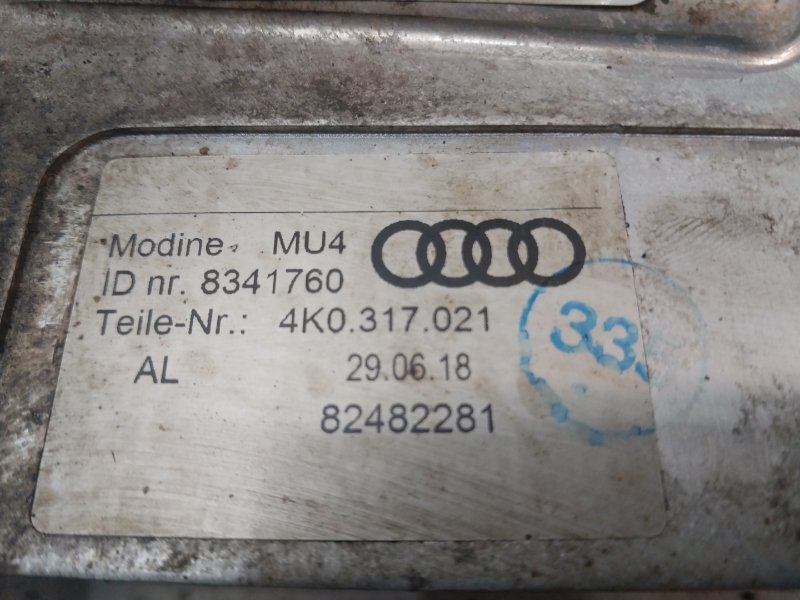 Modine MU4
ID nr. 8341760
Teile-Nr.: 4K0.317.021
AL 29.06.18
82482281